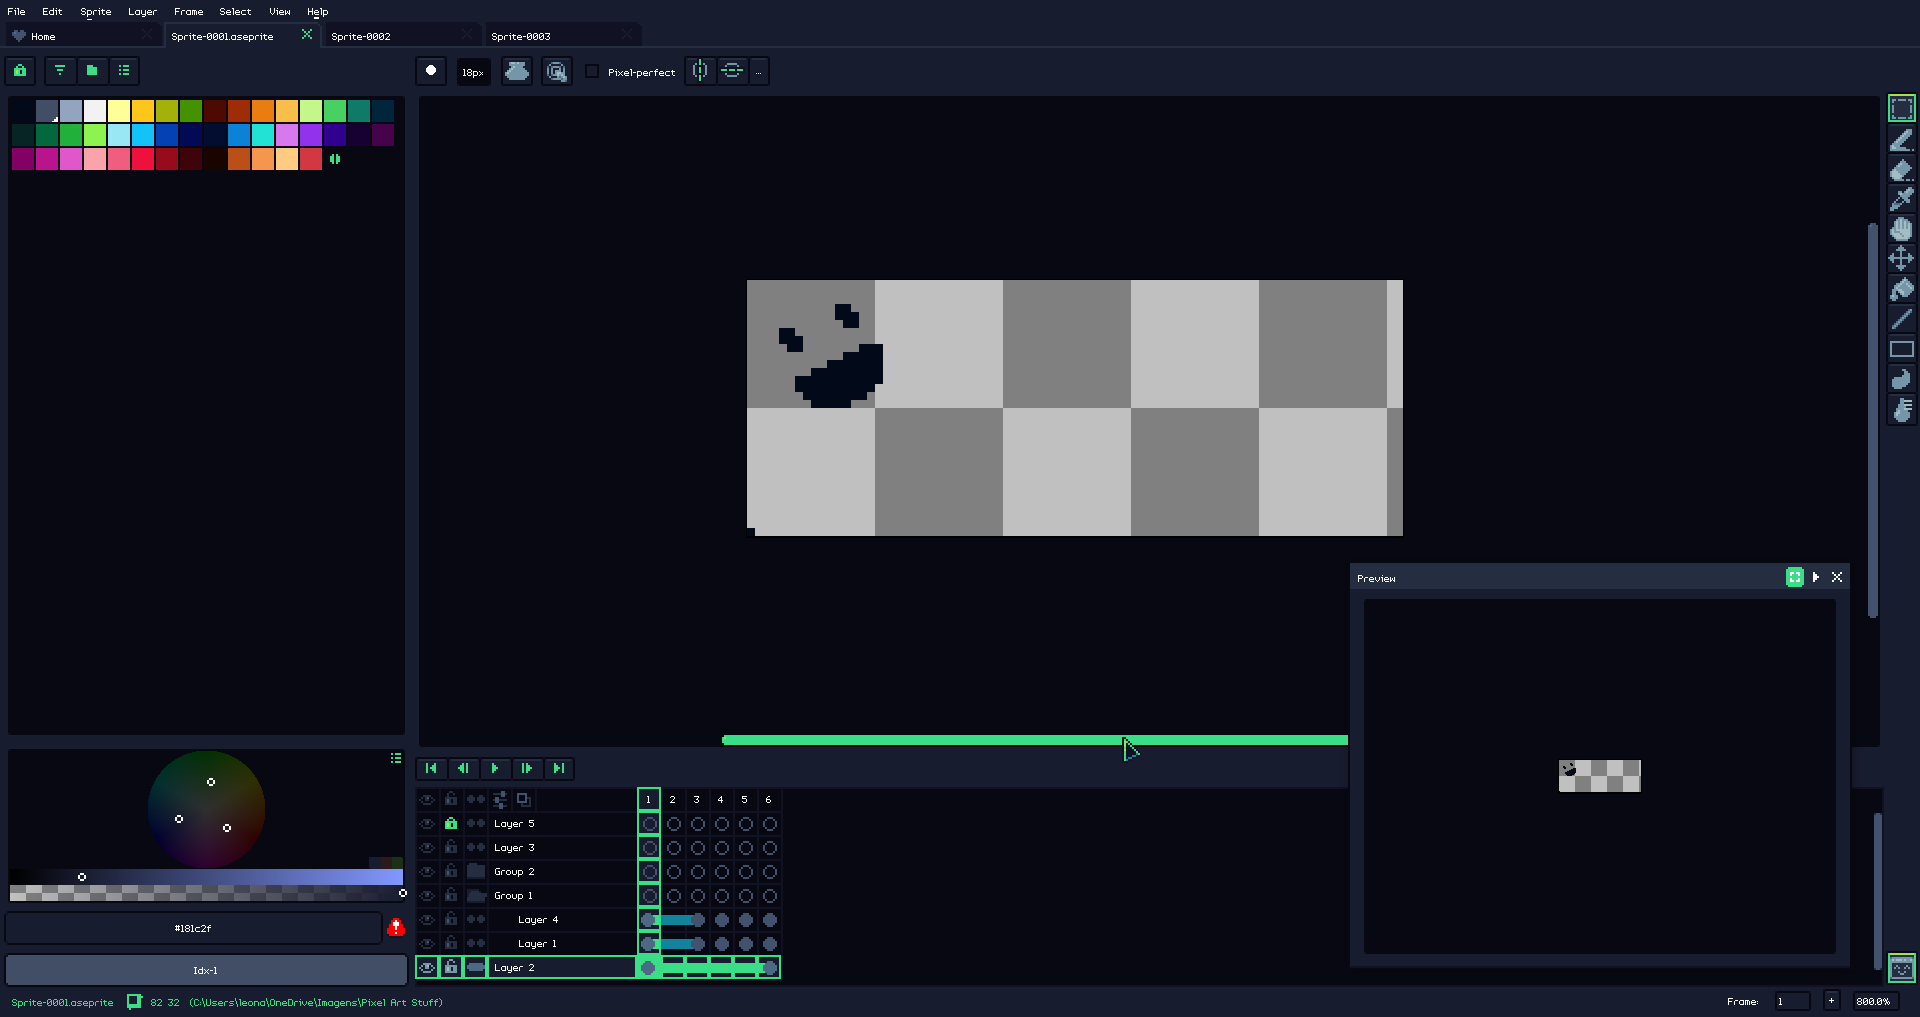 File Edit Sprite Layer Frame Select View Help
Home Sprite-0001.aseprite Sprite-0002 Sprite-0003
18px Pixel-perfect ...
Preview
1 2 3 4 5 6
Layer 5
Layer 3
Group 2
Group 1
Layer 4
Layer 1
Layer 2
#181c2f
Idx-1
Sprite-0001.aseprite 82 32 (C:\Users\leona\OneDrive\Imagens\Pixel Art Stuff) Frame: 1 + 800.0%